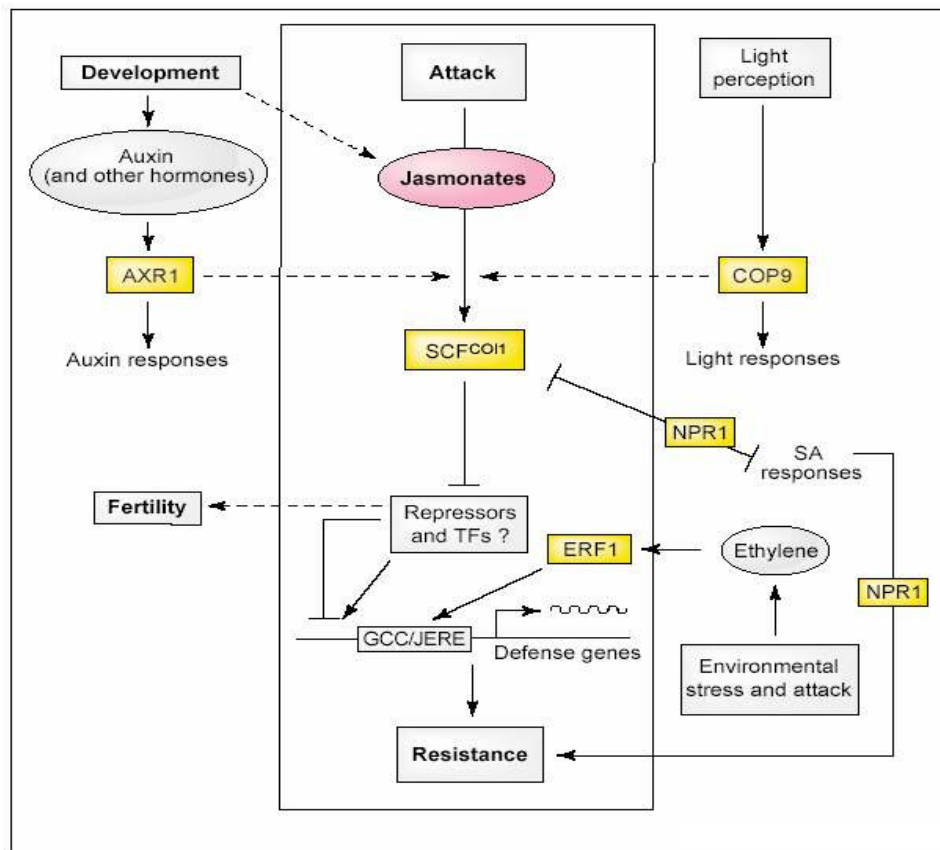 Development
Attack
Light
perception
Auxin
(and other hormones)
Jasmonates
AXR1
COP9
SCFCOI1
Auxin responses
Light responses
NPR1
SA
responses
Fertility
Repressors
and TFs ?
ERF1
Ethylene
NPR1
GCC/JERE
Defense genes
Environmental
stress and attack
Resistance